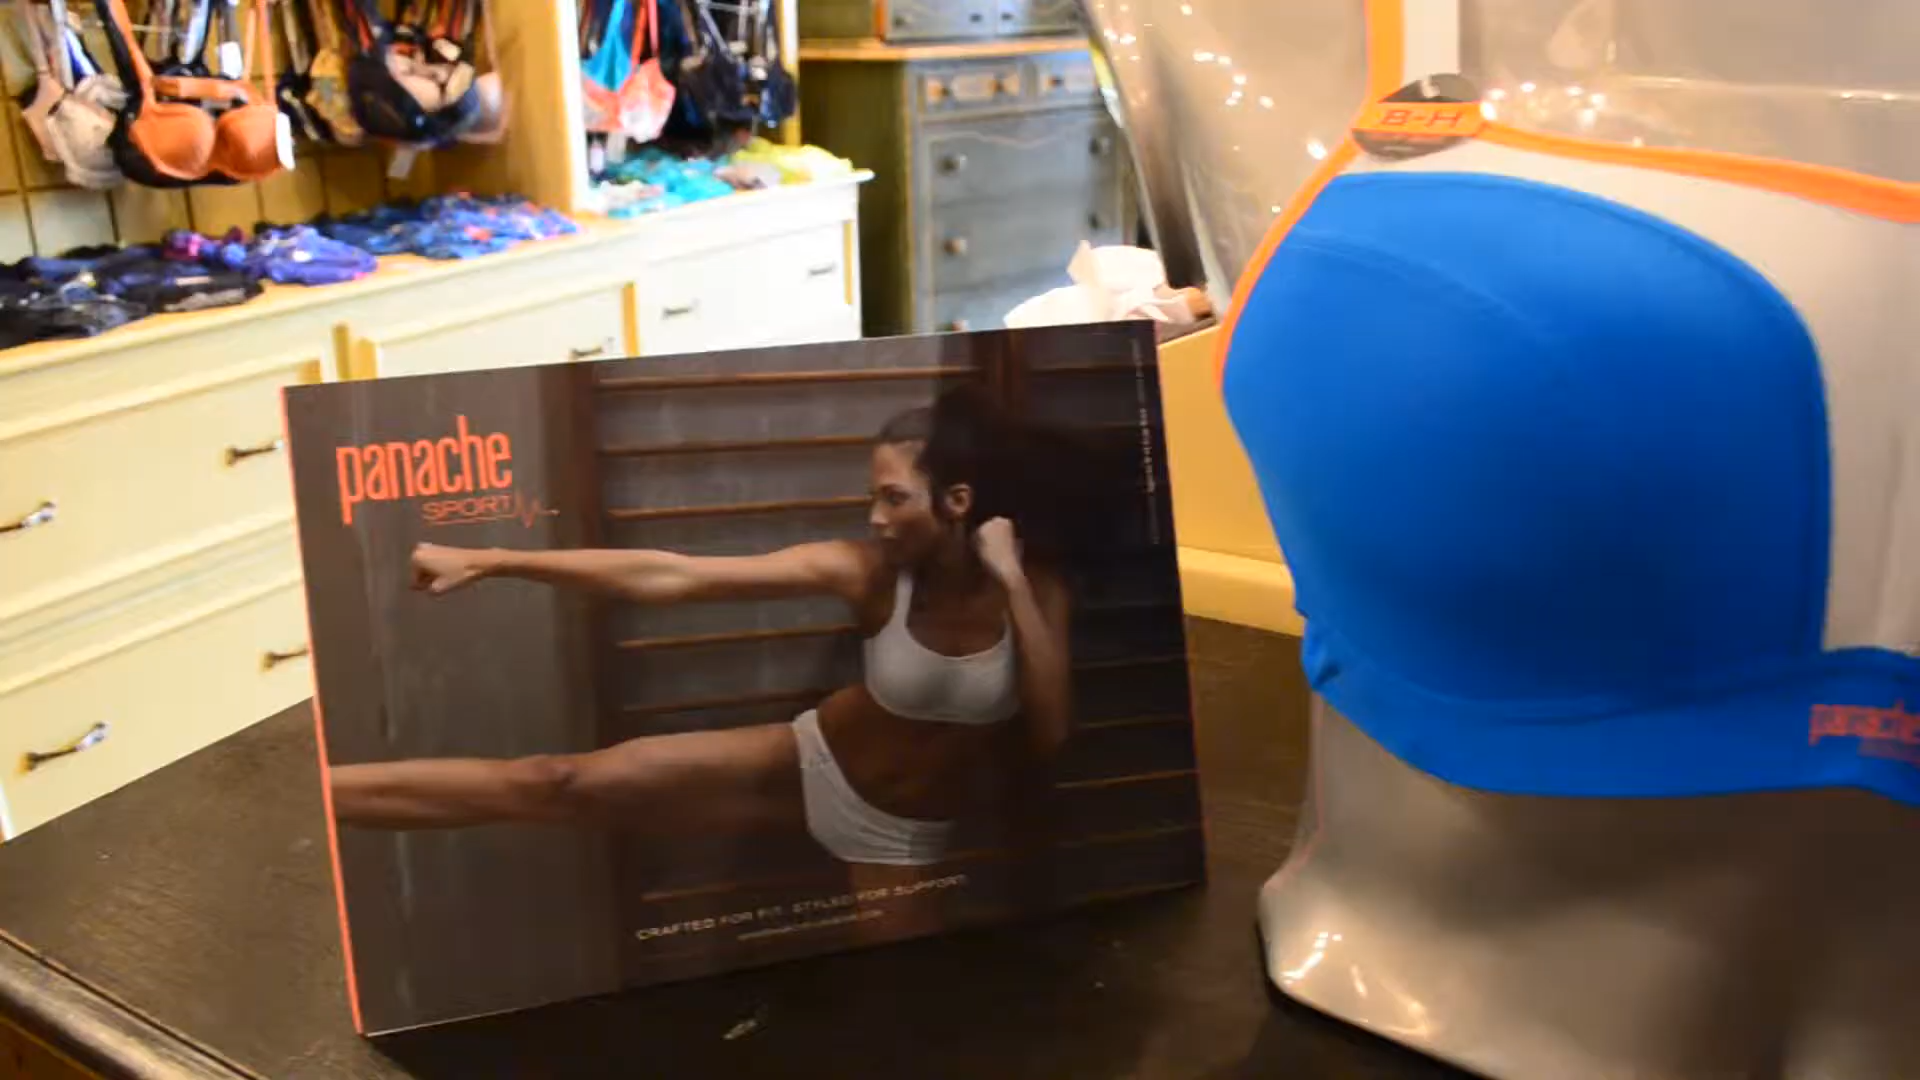 B-H
panache
SPORT
CRAFTED FOR FIT. STYLED FOR SUPPORT.
panache